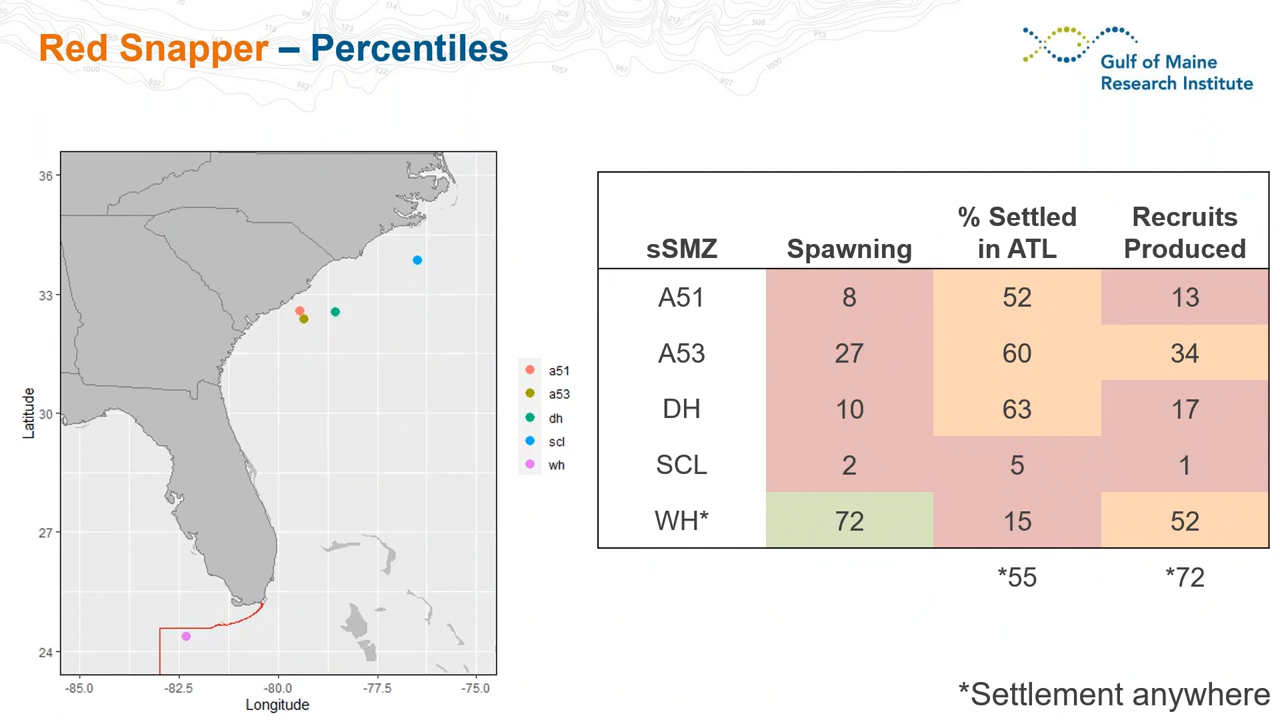 Red Snapper – Percentiles
Gulf of Maine
Research Institute
36
33
30
27
24
Latitude
-85.0 -82.5 -80.0 -77.5 -75.0
Longitude
a51
a53
dh
scl
wh
% Settled Recruits
sSMZ Spawning in ATL Produced
A51 8 52 13
A53 27 60 34
DH 10 63 17
SCL 2 5 1
WH* 72 15 52
*55 *72
*Settlement anywhere